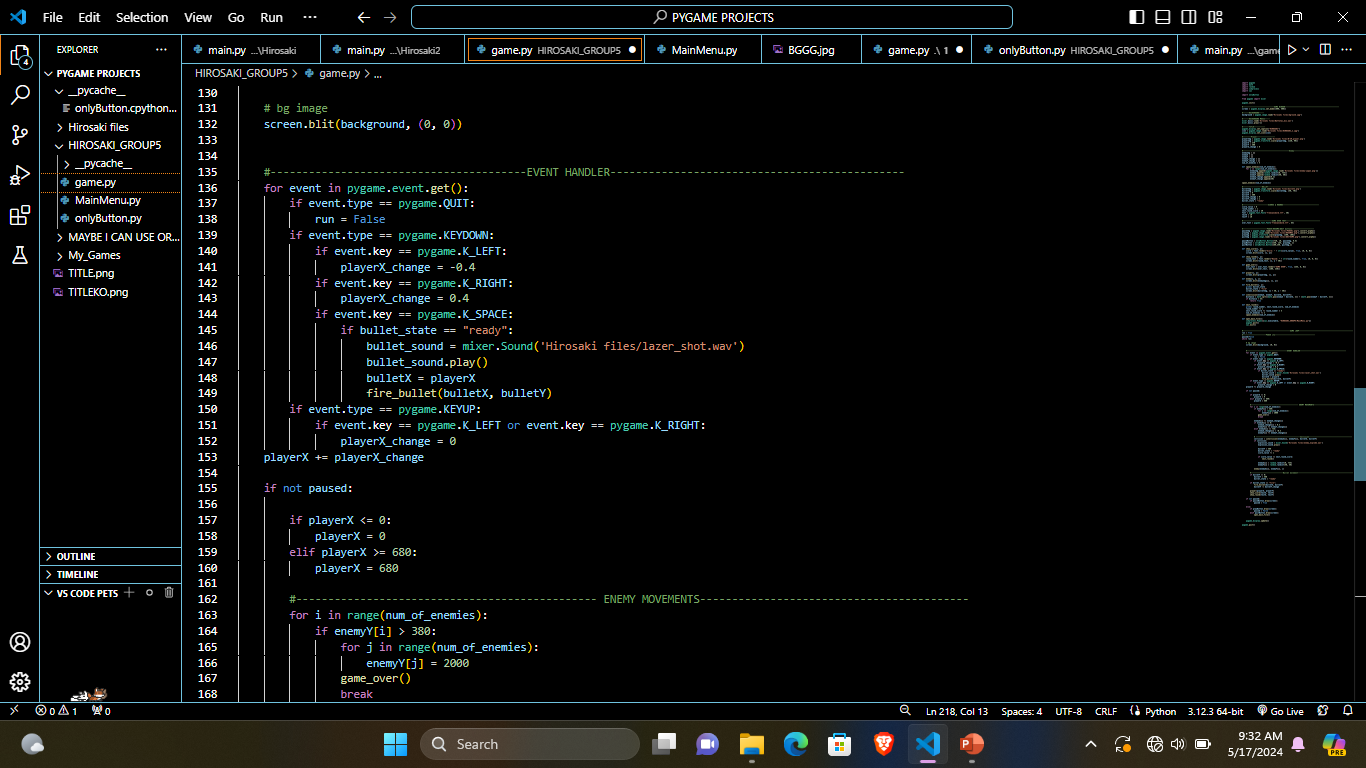 File Edit Selection View Go Run ··· PYGAME PROJECTS
EXPLORER ···
main.py ...\Hirosaki main.py ...\Hirosaki2 game.py HIROSAKI_GROUP5 MainMenu.py BGGG.jpg game.py .\ 1 onlyButton.py HIROSAKI_GROUP5 main.py ...\game
HIROSAKI_GROUP5 > game.py > ...
4
PYGAME PROJECTS
__pycache__
onlyButton.cpython...
Hirosaki files
HIROSAKI_GROUP5
__pycache__
game.py
MainMenu.py
onlyButton.py
MAYBE I CAN USE OR...
My_Games
TITLE.png
TITLEKO.png
OUTLINE
TIMELINE
VS CODE PETS
130
131 # bg image
132 screen.blit(background, (0, 0))
133
134
135 #----------------------------------------EVENT HANDLER----------------------------------------------
136 for event in pygame.event.get():
137 if event.type == pygame.QUIT:
138 run = False
139 if event.type == pygame.KEYDOWN:
140 if event.key == pygame.K_LEFT:
141 playerX_change = -0.4
142 if event.key == pygame.K_RIGHT:
143 playerX_change = 0.4
144 if event.key == pygame.K_SPACE:
145 if bullet_state == "ready":
146 bullet_sound = mixer.Sound('Hirosaki files/lazer_shot.wav')
147 bullet_sound.play()
148 bulletX = playerX
149 fire_bullet(bulletX, bulletY)
150 if event.type == pygame.KEYUP:
151 if event.key == pygame.K_LEFT or event.key == pygame.K_RIGHT:
152 playerX_change = 0
153 playerX += playerX_change
154
155 if not paused:
156
157 if playerX <= 0:
158 playerX = 0
159 elif playerX >= 680:
160 playerX = 680
161
162 #----------------------------------------------- ENEMY MOVEMENTS------------------------------------------
163 for i in range(num_of_enemies):
164 if enemyY[i] > 380:
165 for j in range(num_of_enemies):
166 enemyY[j] = 2000
167 game_over()
168 break
0 1 0 Ln 218, Col 13 Spaces: 4 UTF-8 CRLF Python 3.12.3 64-bit Go Live
Search
9:32 AM
5/17/2024
PRE